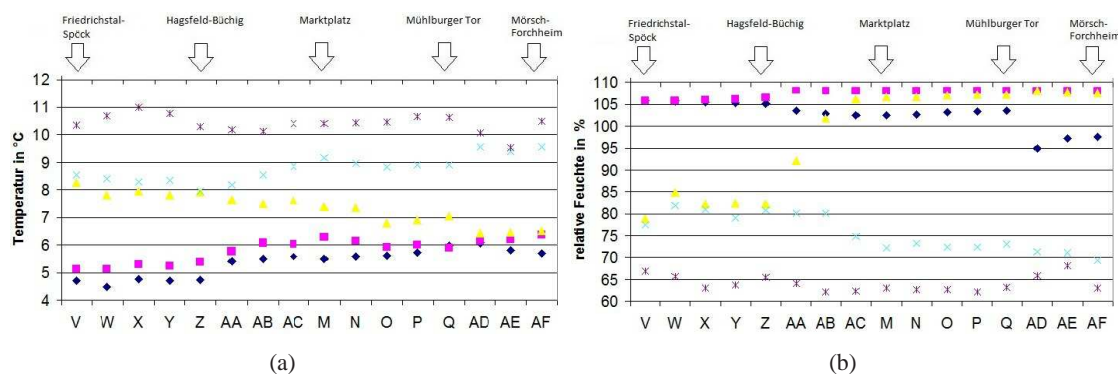 Friedrichstal-
Spöck
Hagsfeld-Büchig
Marktplatz
Mühlburger Tor
Mörsch-
Forchheim
Temperatur in °C
12
11
10
9
8
7
6
5
4
V W X Y Z AA AB AC M N O P Q AD AE AF
(a)
Friedrichstal-
Spöck
Hagsfeld-Büchig
Marktplatz
Mühlburger Tor
Mörsch-
Forchheim
relative Feuchte in %
110
105
100
95
90
85
80
75
70
65
60
V W X Y Z AA AB AC M N O P Q AD AE AF
(b)